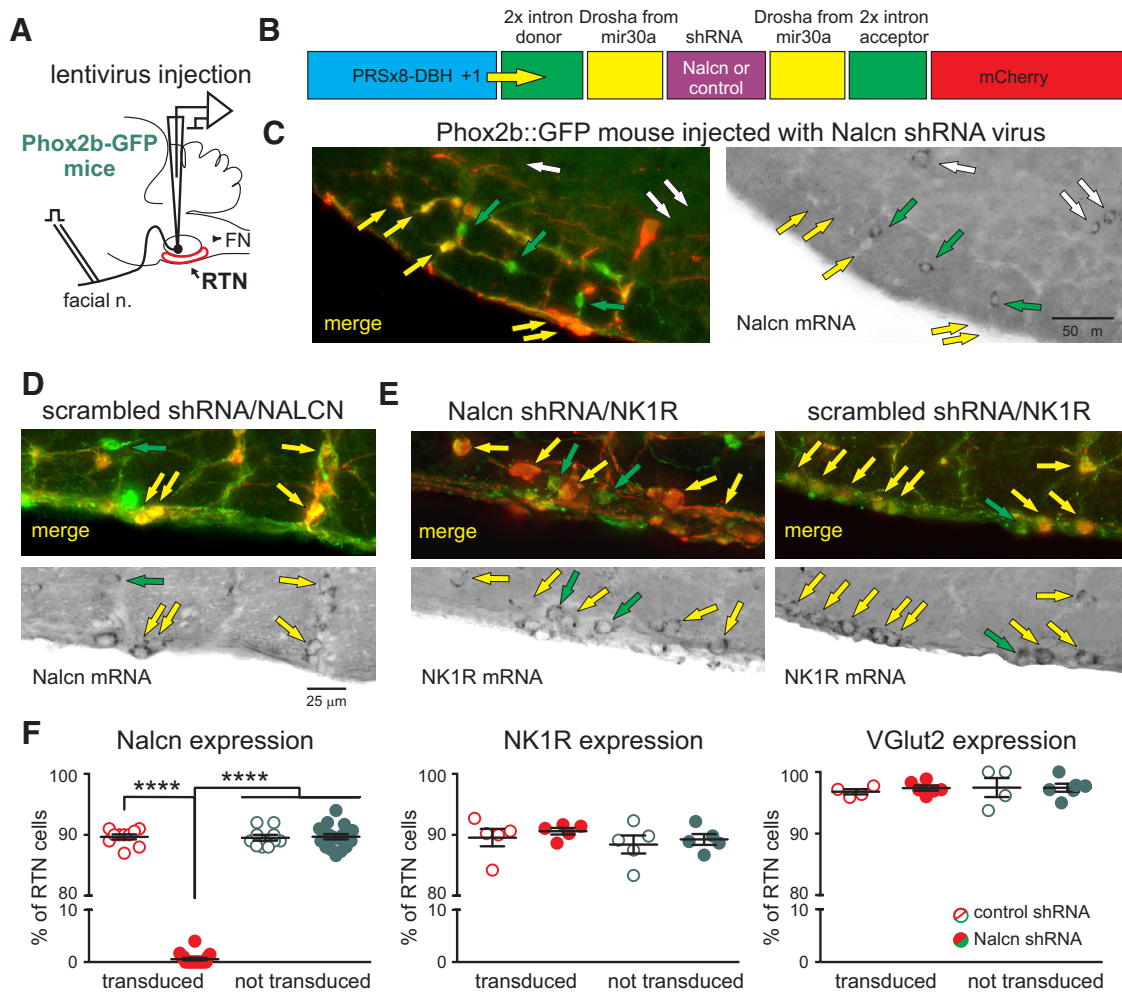 A
lentivirus injection
Phox2b-GFP
mice
FN
RTN
facial n.
B
2x intron
donor
Drosha from
mir30a
shRNA
Drosha from
mir30a
2x intron
acceptor
PRSx8-DBH +1
Nalcn or
control
mCherry
C
Phox2b::GFP mouse injected with Nalcn shRNA virus
merge
Nalcn mRNA
50 m
D
scrambled shRNA/NALCN
merge
Nalcn mRNA
25 μm
E
Nalcn shRNA/NK1R
scrambled shRNA/NK1R
merge
merge
NK1R mRNA
NK1R mRNA
F
Nalcn expression
% of RTN cells
100
90
80
10
0
****
****
transduced
not transduced
NK1R expression
% of RTN cells
100
90
80
10
0
transduced
not transduced
VGlut2 expression
% of RTN cells
100
90
80
10
0
control shRNA
Nalcn shRNA
transduced
not transduced